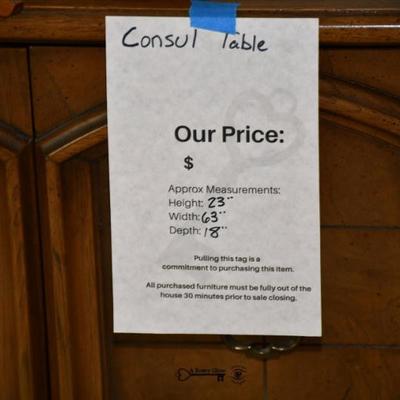 Consul Table
Our Price:
$
Approx Measurements:
Height: 23"
Width: 63"
Depth: 18"
Pulling this tag is a
commitment to purchasing this item.
All purchased furniture must be fully out of the
house 30 minutes prior to sale closing.